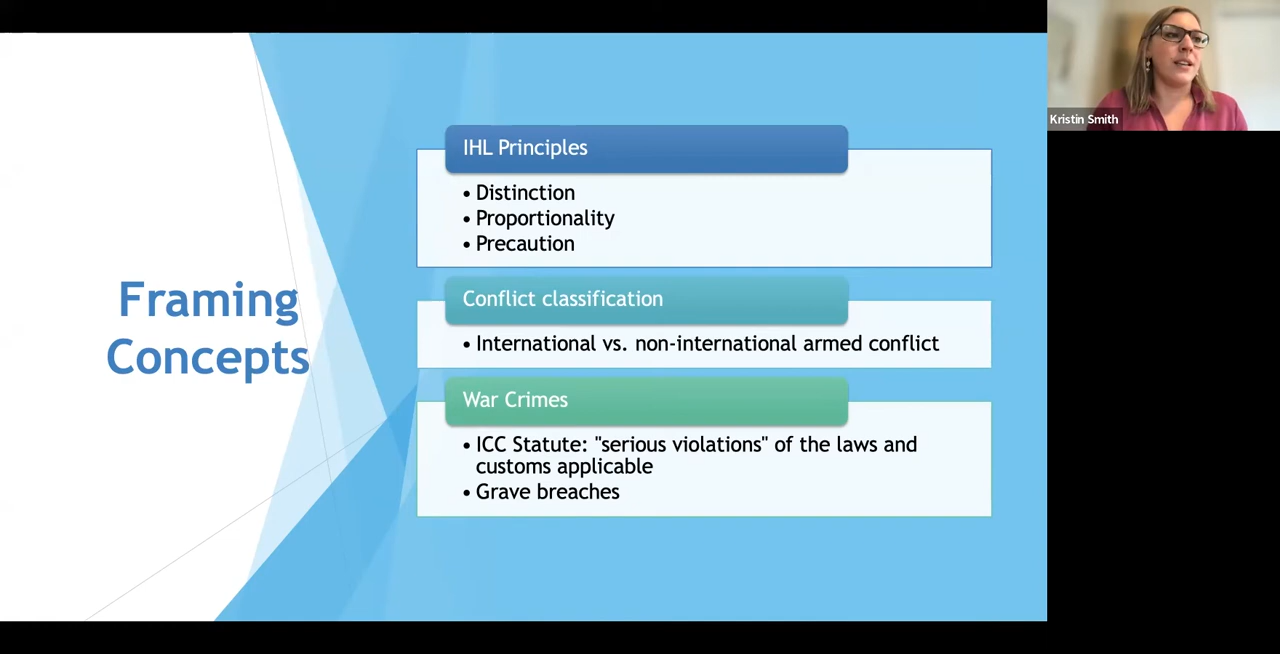 Framing
Concepts
IHL Principles
• Distinction
• Proportionality
• Precaution
Conflict classification
• International vs. non-international armed conflict
War Crimes
• ICC Statute: "serious violations" of the laws and
customs applicable
• Grave breaches
Kristin Smith